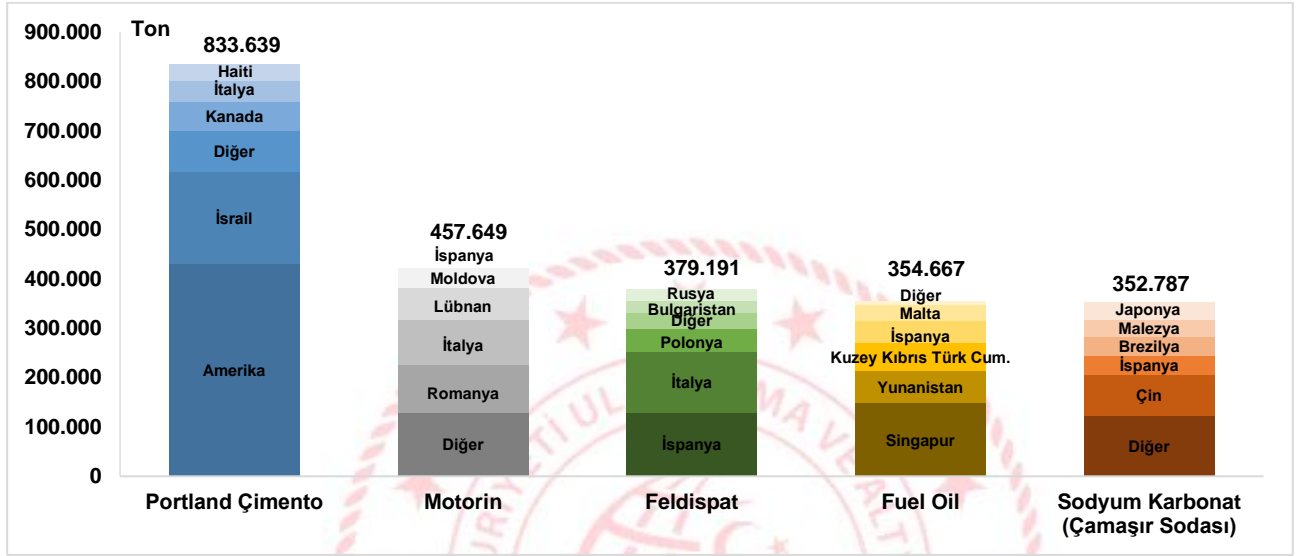 900.000
800.000
700.000
600.000
500.000
400.000
300.000
200.000
100.000
0
Ton
833.639
Haiti
İtalya
Kanada
Diğer
İsrail
Amerika
Portland Çimento
457.649
İspanya
Moldova
Lübnan
İtalya
Romanya
Diğer
Motorin
379.191
Rusya
Bulgaristan
Diğer
Polonya
İtalya
İspanya
Feldispat
354.667
Diğer
Malta
İspanya
Kuzey Kıbrıs Türk Cum.
Yunanistan
Singapur
Fuel Oil
352.787
Japonya
Malezya
Brezilya
İspanya
Çin
Diğer
Sodyum Karbonat
(Çamaşır Sodası)